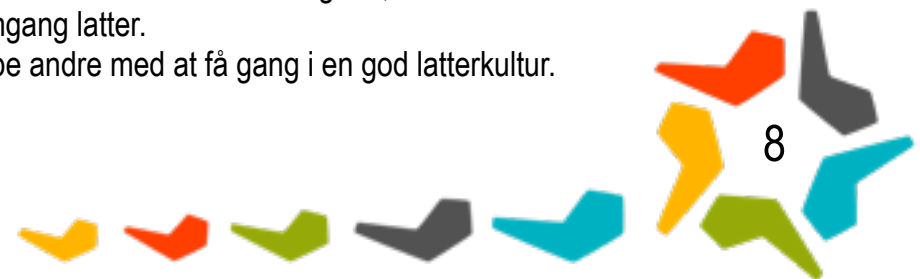 ngang latter.
pe andre med at få gang i en god latterkultur.
8